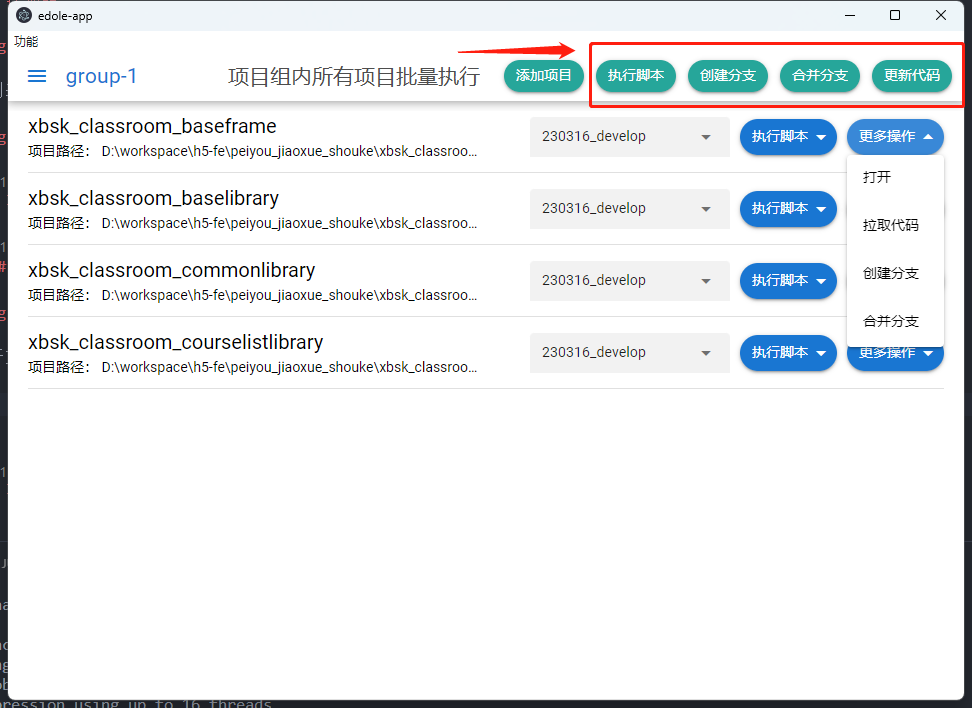 edole-app
功能
group-1
项目组内所有项目批量执行
添加项目
执行脚本
创建分支
合并分支
更新代码
xbsk_classroom_baseframe
项目路径: D:\workspace\h5-fe\peiyou_jiaoxue_shouke\xbsk_classroo...
230316_develop
执行脚本
更多操作
打开
拉取代码
创建分支
合并分支
xbsk_classroom_baselibrary
项目路径: D:\workspace\h5-fe\peiyou_jiaoxue_shouke\xbsk_classroo...
230316_develop
执行脚本
xbsk_classroom_commonlibrary
项目路径: D:\workspace\h5-fe\peiyou_jiaoxue_shouke\xbsk_classroo...
230316_develop
执行脚本
xbsk_classroom_courselistlibrary
项目路径: D:\workspace\h5-fe\peiyou_jiaoxue_shouke\xbsk_classroo...
230316_develop
执行脚本
更多操作
pression using up to 16 threads